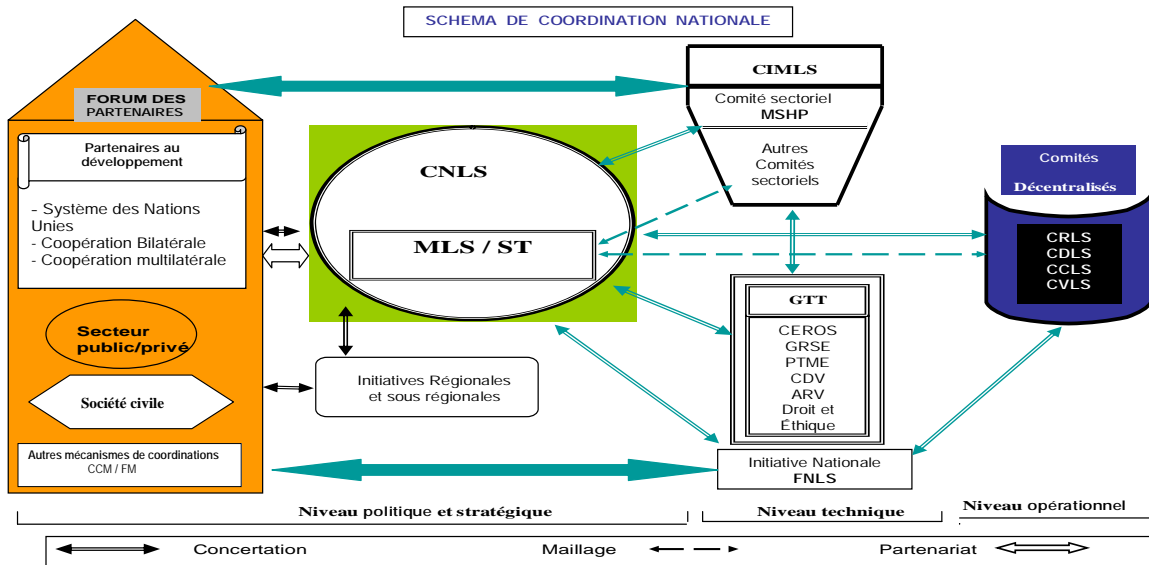 SCHEMA DE COORDINATION NATIONALE
FORUM DES
PARTENAIRES
Partenaires au
développement
- Système des Nations
Unies
- Coopération Bilatérale
- Coopération multilatérale
Secteur
public/privé
Société civile
Autres mécanismes de coordinations
CCM / FM
CNLS
MLS / ST
Initiatives Régionales
et sous régionales
CIMLS
Comité sectoriel
MSHP
Autres
Comités
sectoriels
GTT
CEROS
GRSE
PTME
CDV
ARV
Droit et
Éthique
Initiative Nationale
FNLS
Comités
Décentralisés
CRLS
CDLS
CCLS
CVLS
Niveau politique et stratégique
Niveau technique
Niveau opérationnel
Concertation
Maillage
Partenariat